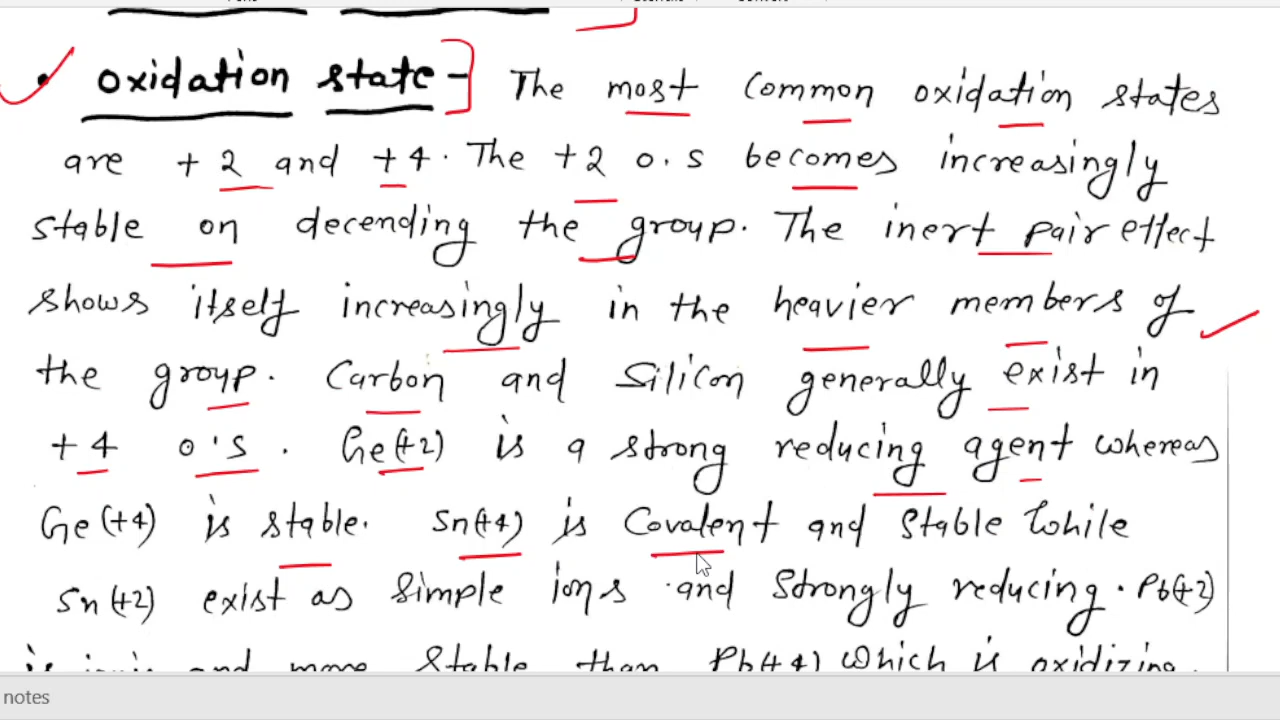 • oxidation state - The most common oxidation states
are +2 and +4. The +2 o.s becomes increasingly
stable on decending the group. The inert pair effect
shows itself increasingly in the heavier members of
the group. Carbon and Silicon generally exist in
+4 o's. Ge(+2) is a strong reducing agent whereas
Ge(+4) is stable. Sn(+4) is Covalent and Stable While
Sn(+2) exist as simple ions and Strongly reducing. Pb(+2)
is ionic and more stable than Pb(+4) which is oxidizing.
notes